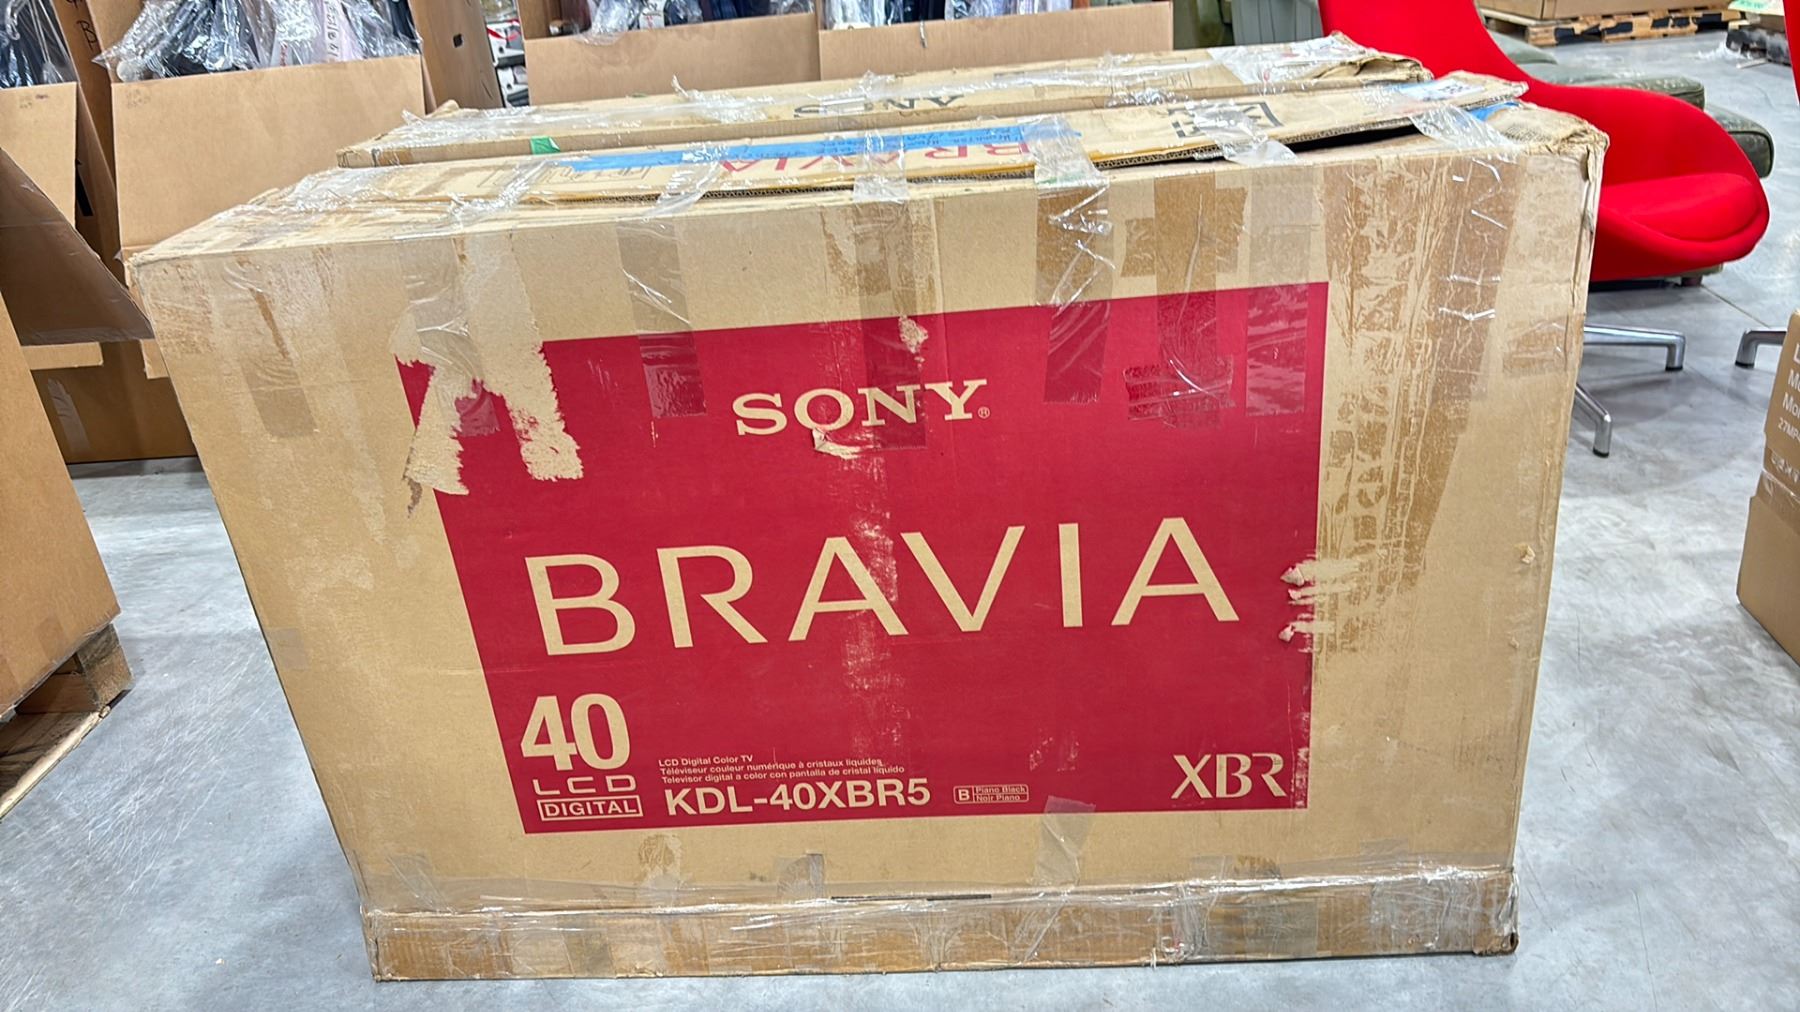 BRAVIA
SONY®
BRAVIA
40
LCD
DIGITAL
LCD Digital Color TV
Téléviseur couleur numérique à cristaux liquides
Televisor digital a color con pantalla de cristal líquido
KDL-40XBR5
B Piano Black
Noir Piano
XBR